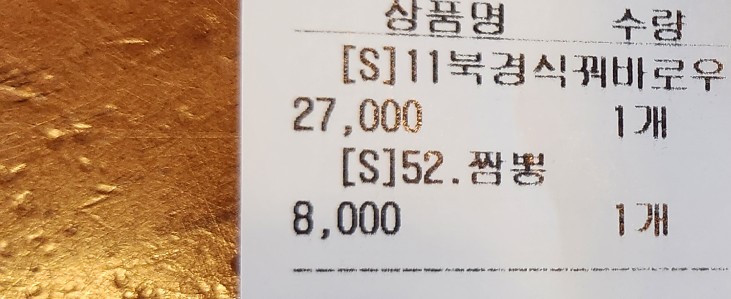 상품명 수량
[S]11북경식꿔바로우
27,000 1개
[S]52.짬뽕
8,000 1개